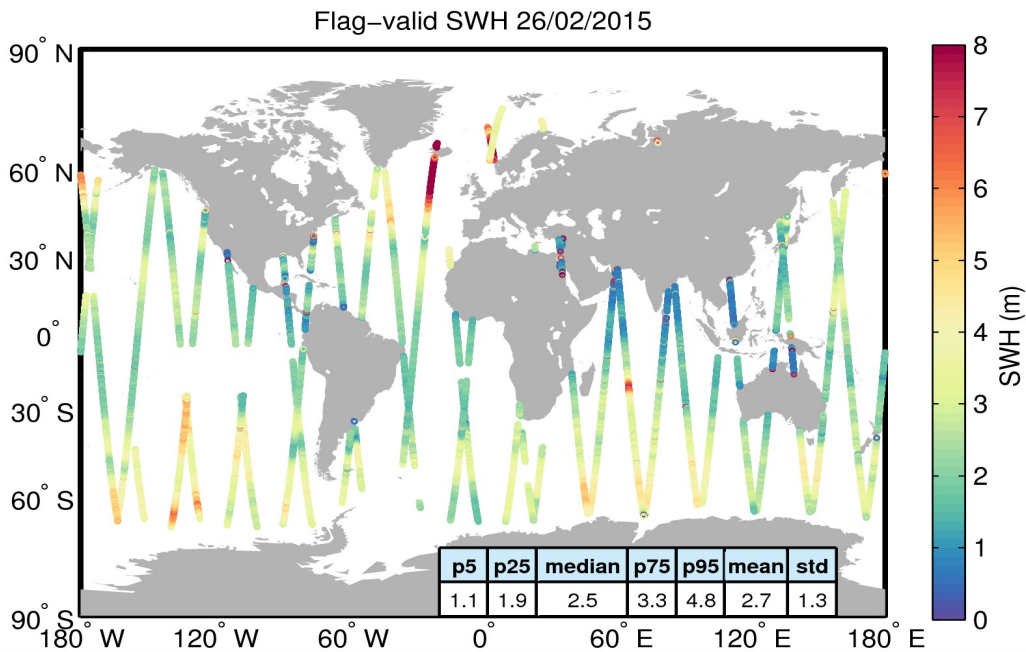 Flag−valid SWH 26/02/2015
90° N
60° N
30° N
0°
30° S
60° S
90° S
180° W
120° W
60° W
0°
60° E
120° E
180° E
p5 p25 median p75 p95 mean std
1.1 1.9 2.5 3.3 4.8 2.7 1.3
8
7
6
5
4
3
2
1
0
SWH (m)